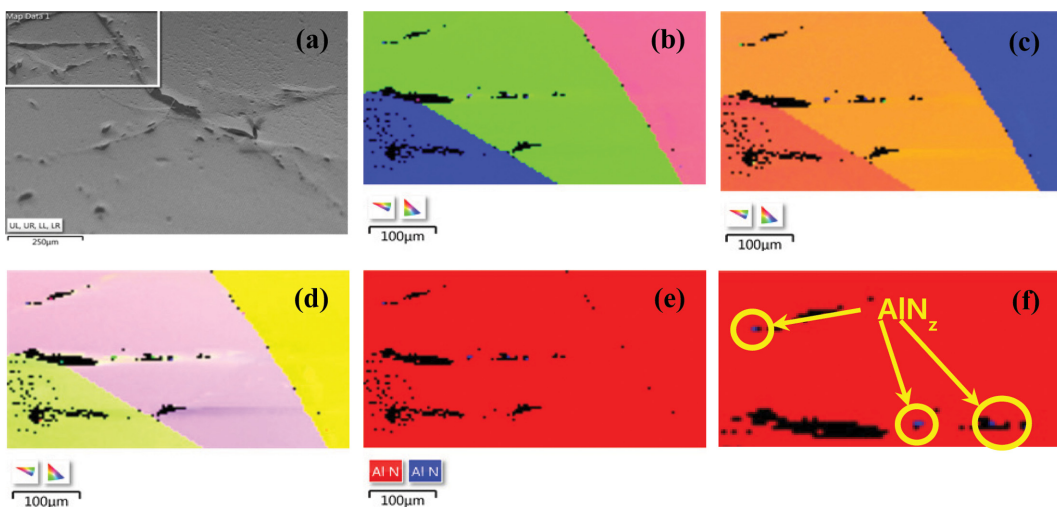 Map Data 1
(a)
UL, UR, LL, LR
250μm
(b)
100μm
(c)
100μm
(d)
100μm
(e)
Al N Al N
100μm
(f)
AlNz